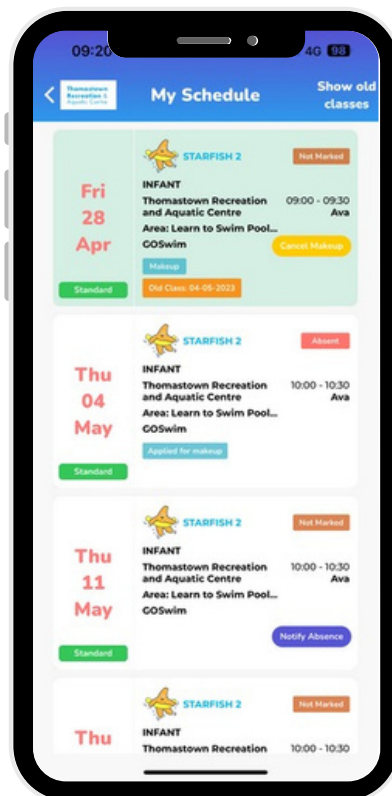 09:20
4G 98
Thomastown
Recreation &
Aquatic Centre
My Schedule
Show old
classes
Fri
28
Apr
Standard
STARFISH 2
Not Marked
INFANT
Thomastown Recreation
and Aquatic Centre
09:00 - 09:30
Ava
Area: Learn to Swim Pool...
GOSwim
Cancel Makeup
Makeup
Old Class: 04-05-2023
Thu
04
May
Standard
STARFISH 2
Absent
INFANT
Thomastown Recreation
and Aquatic Centre
10:00 - 10:30
Ava
Area: Learn to Swim Pool...
GOSwim
Applied for makeup
Thu
11
May
Standard
STARFISH 2
Not Marked
INFANT
Thomastown Recreation
and Aquatic Centre
10:00 - 10:30
Ava
Area: Learn to Swim Pool...
GOSwim
Notify Absence
Thu
STARFISH 2
Not Marked
INFANT
Thomastown Recreation
10:00 - 10:30